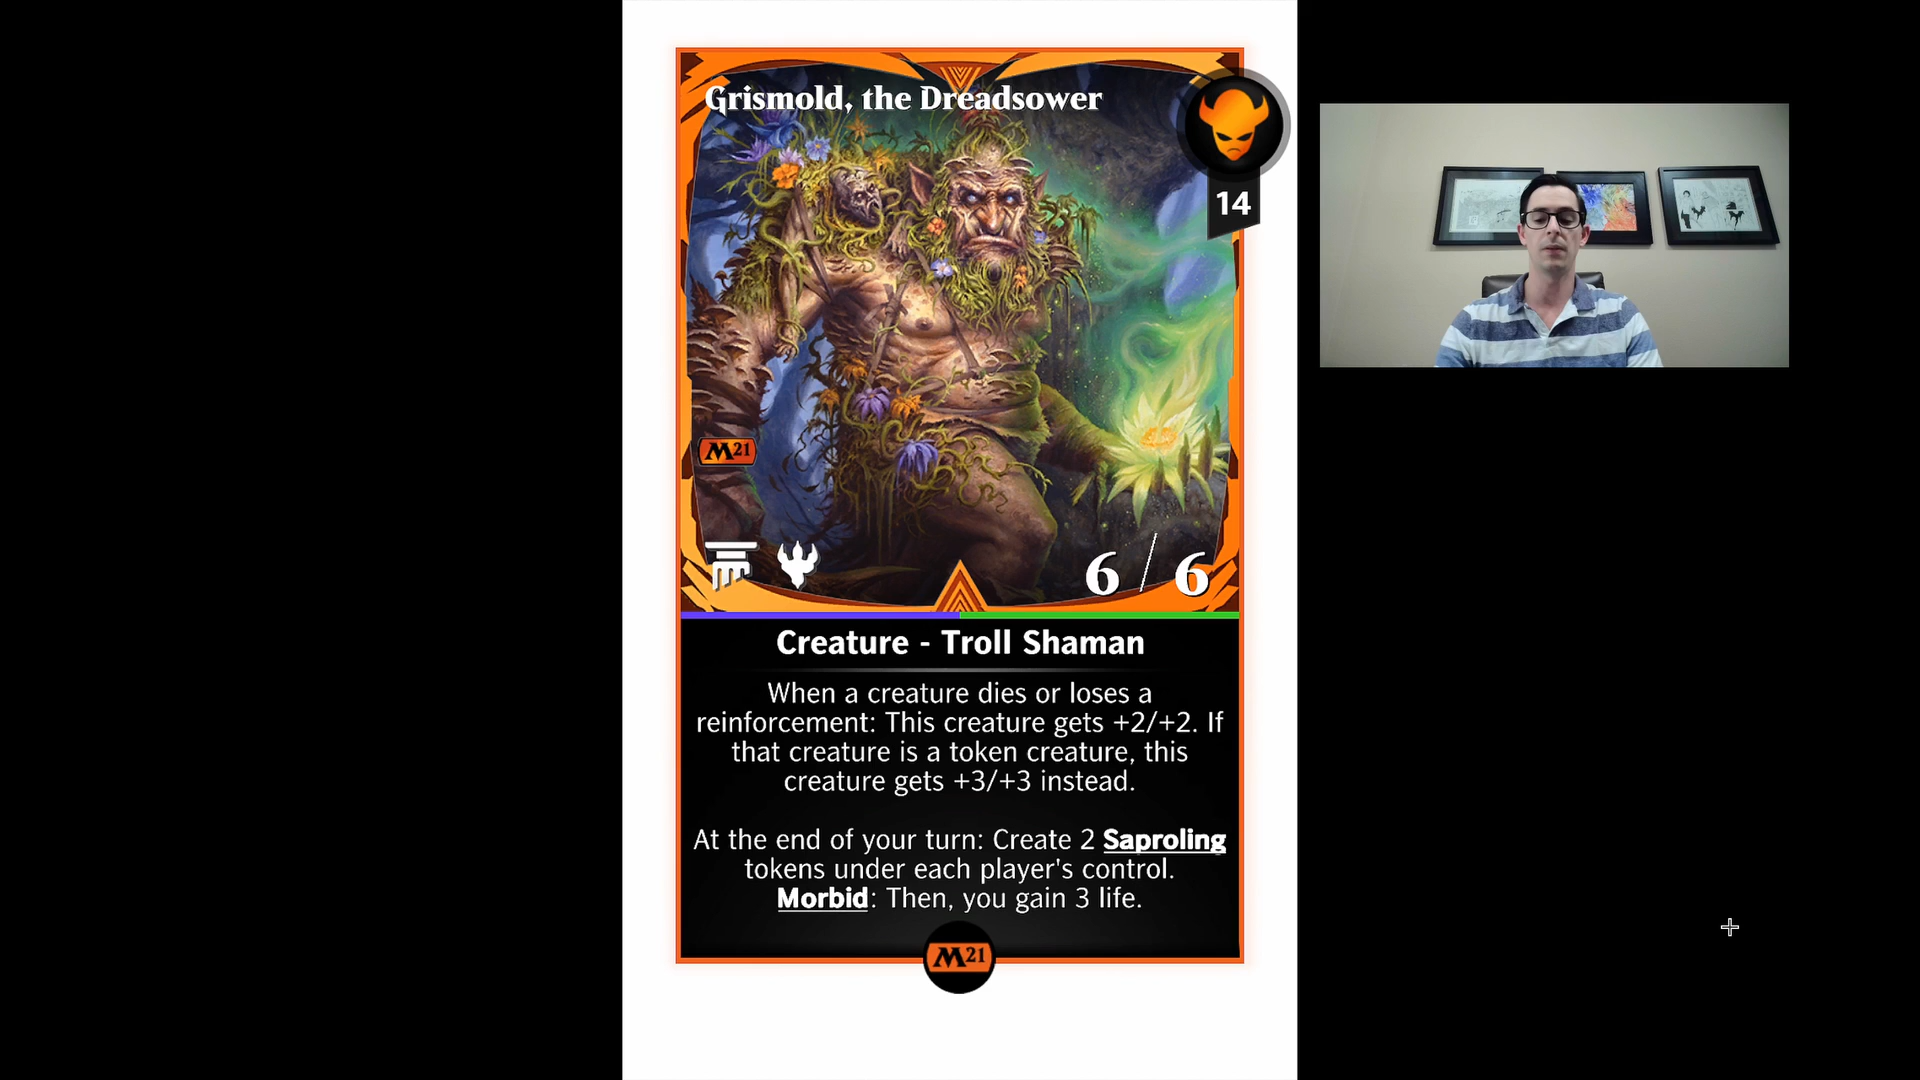 Grismold, the Dreadsower
14
M21
6 / 6
Creature - Troll Shaman
When a creature dies or loses a
reinforcement: This creature gets +2/+2. If
that creature is a token creature, this
creature gets +3/+3 instead.
At the end of your turn: Create 2 Saproling
tokens under each player's control.
Morbid: Then, you gain 3 life.
M21